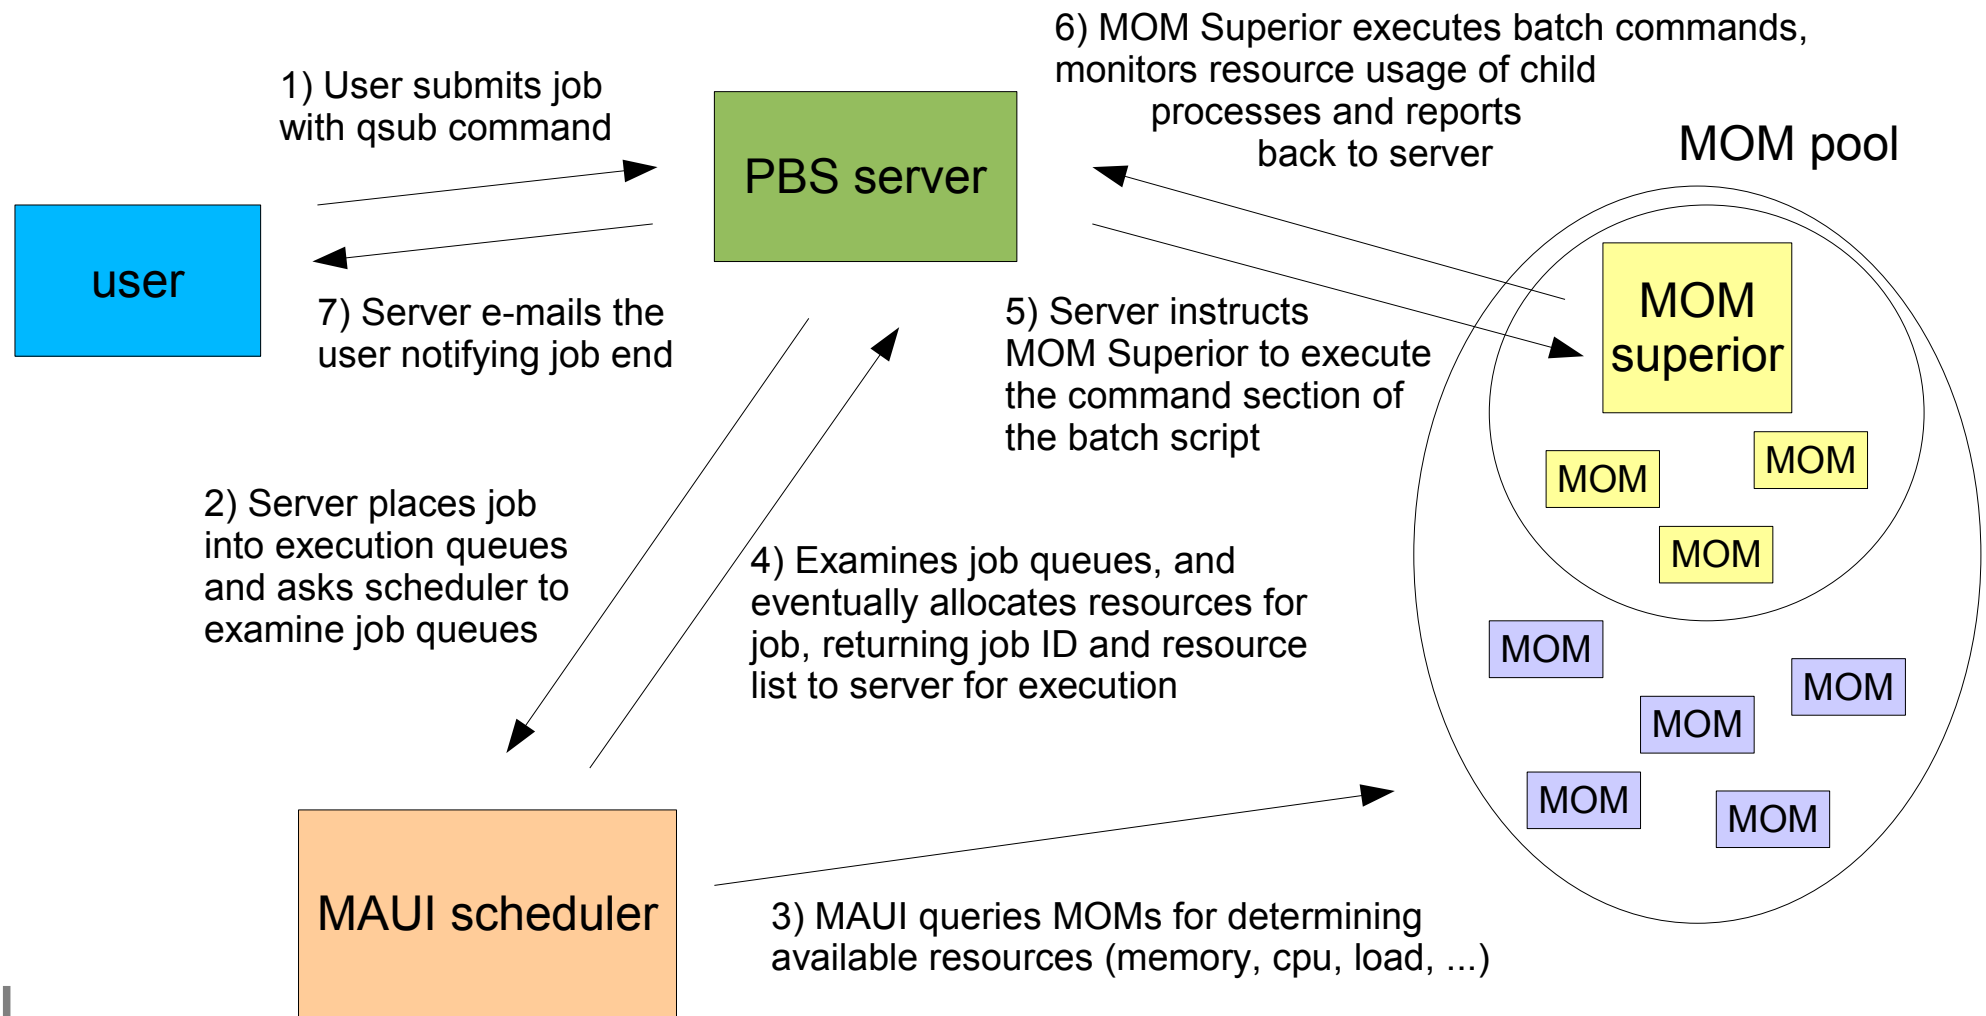 6) MOM Superior executes batch commands,
monitors resource usage of child
processes and reports
back to server
1) User submits job
with qsub command
PBS server
MOM pool
user
7) Server e-mails the
user notifying job end
5) Server instructs
MOM Superior to execute
the command section of
the batch script
MOM
superior
MOM
MOM
MOM
2) Server places job
into execution queues
and asks scheduler to
examine job queues
4) Examines job queues, and
eventually allocates resources for
job, returning job ID and resource
list to server for execution
MOM
MOM
MOM
MOM
MOM
MAUI scheduler
3) MAUI queries MOMs for determining
available resources (memory, cpu, load, ...)